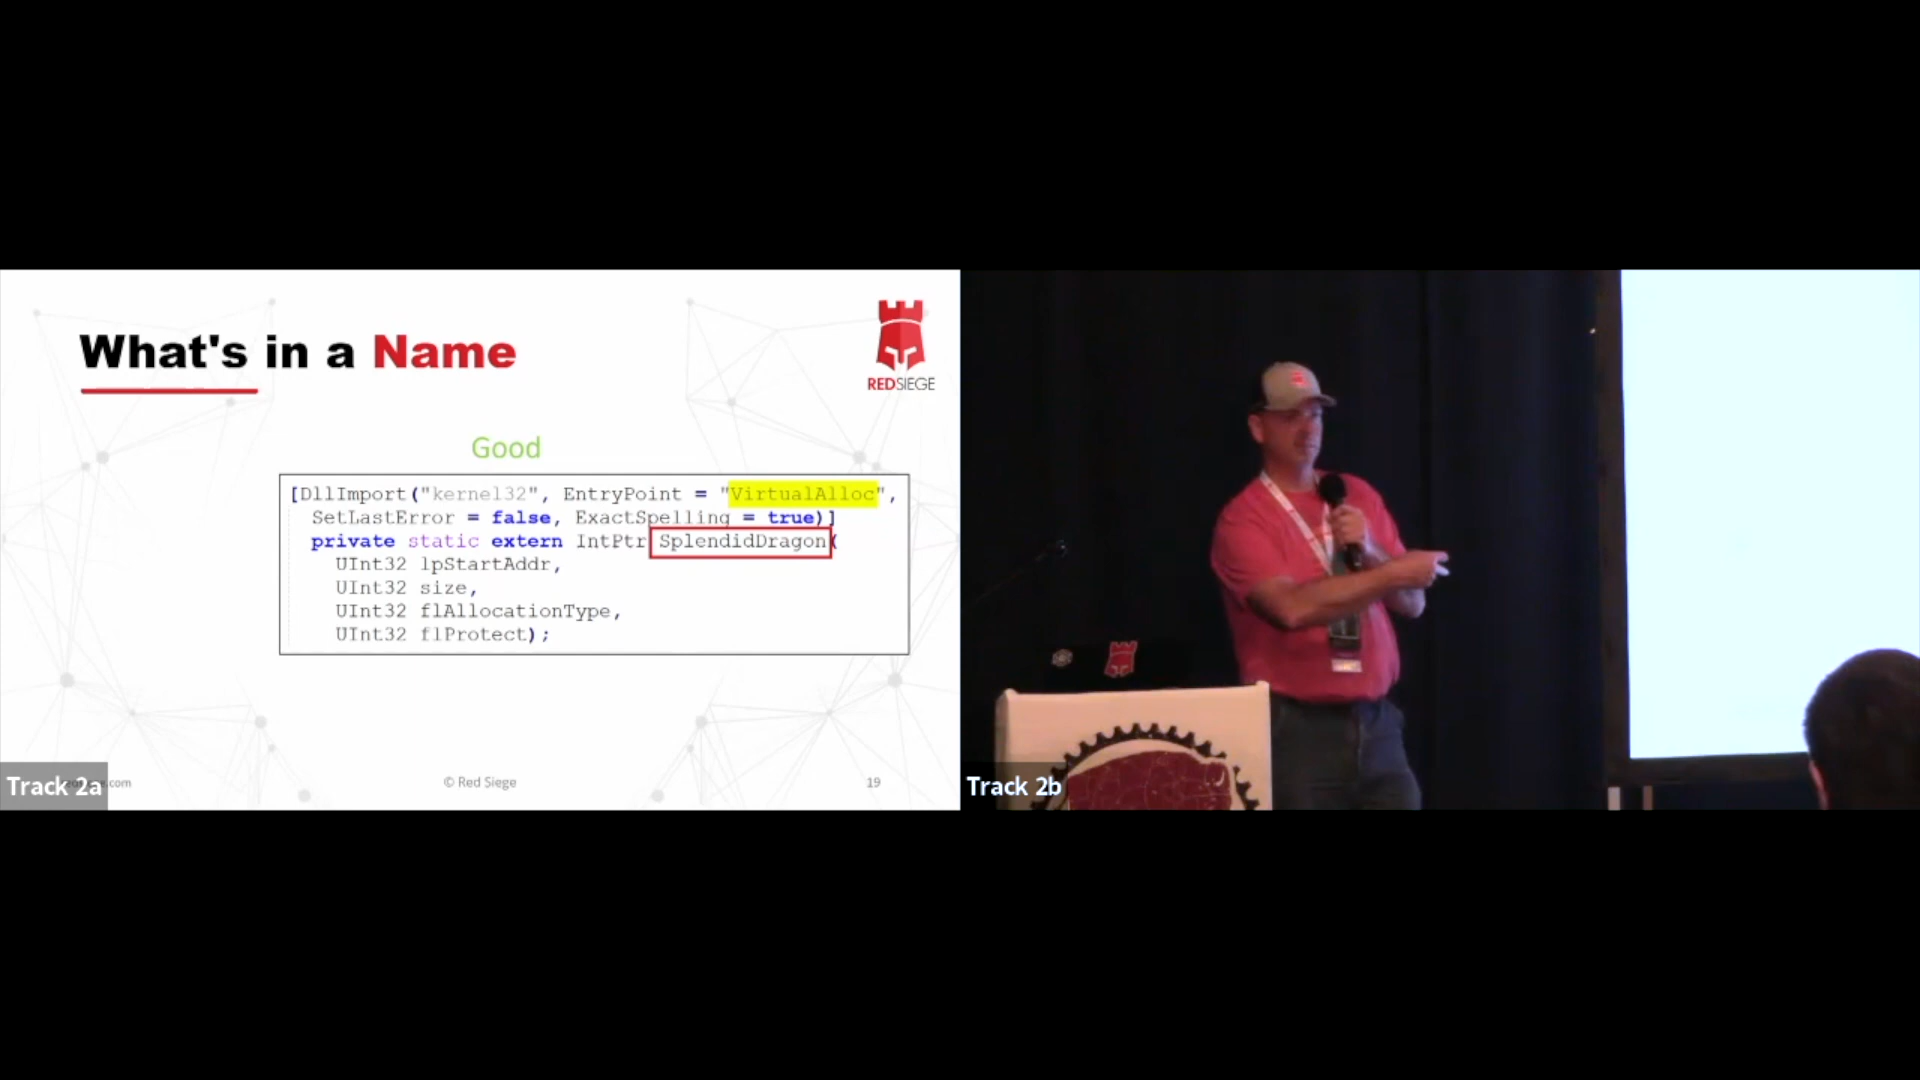 What's in a Name
REDSIEGE
Good
[DllImport("kernel32", EntryPoint = "VirtualAlloc",
SetLastError = false, ExactSpelling = true)]
private static extern IntPtr SplendidDragon(
UInt32 lpStartAddr,
UInt32 size,
UInt32 flAllocationType,
UInt32 flProtect);
Track 2a
.com
© Red Siege
19
Track 2b